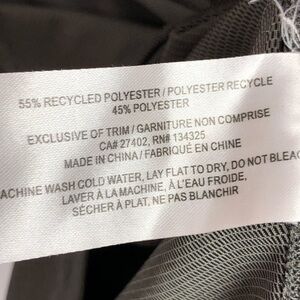 55% RECYCLED POLYESTER / POLYESTER RECYCLE
45% POLYESTER
EXCLUSIVE OF TRIM / GARNITURE NON COMPRISE
CA# 27402, RN# 134325
MADE IN CHINA / FABRIQUÉ EN CHINE
MACHINE WASH COLD WATER, LAY FLAT TO DRY, DO NOT BLEAC
LAVER À LA MACHINE, À L'EAU FROIDE,
SÉCHER À PLAT, NE PAS BLANCHIR